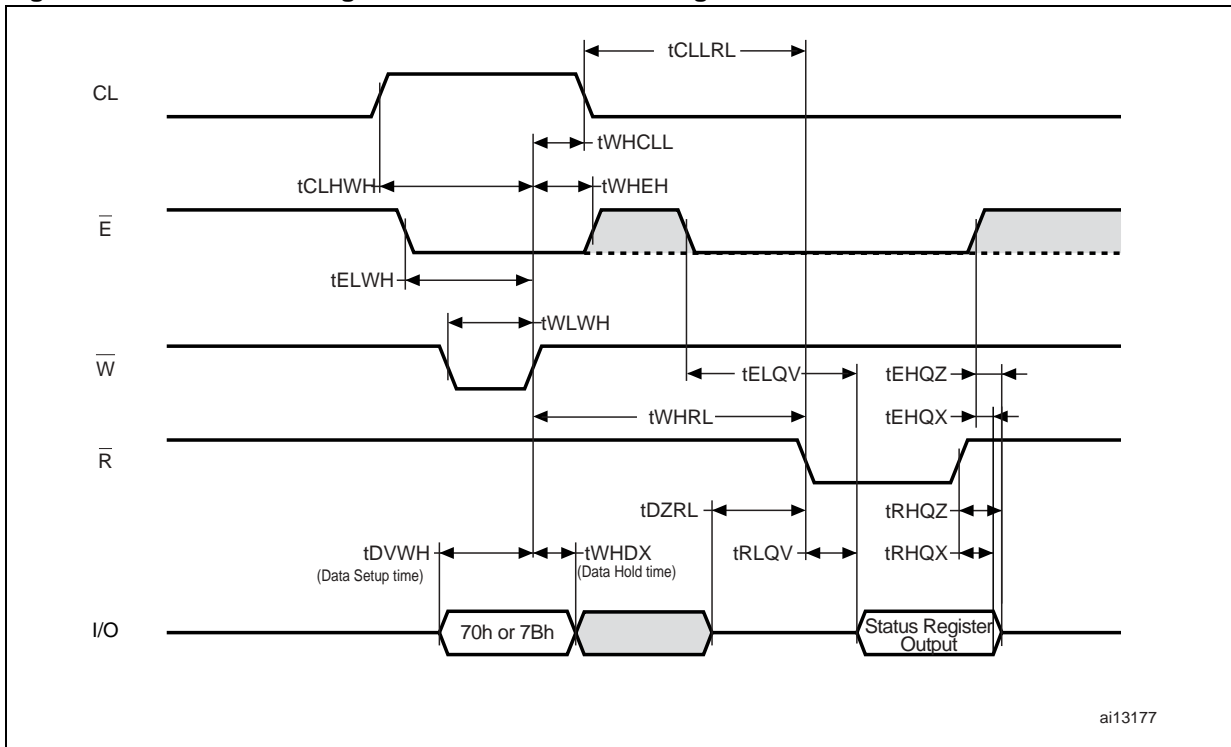 tCLLRL
CL
tWHCLL
tCLHWH
tWHEH
E
tELWH
tWLWH
W
tELQV
tEHQZ
tWHRL
tEHQX
R
tDZRL
tRHQZ
tDVWH
tWHDX
tRLQV
tRHQX
(Data Setup time)
(Data Hold time)
I/O
70h or 7Bh
Status Register
Output
ai13177